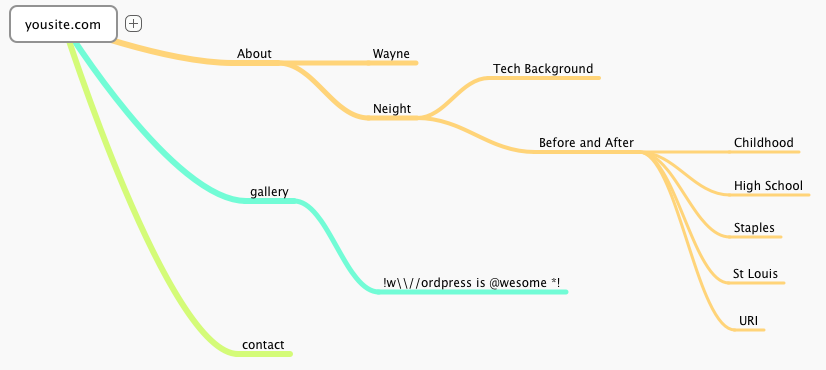 yousite.com
About
Wayne
Neight
Tech Background
Before and After
Childhood
High School
Staples
St Louis
URI
gallery
!w\\//ordpress is @wesome *!
contact